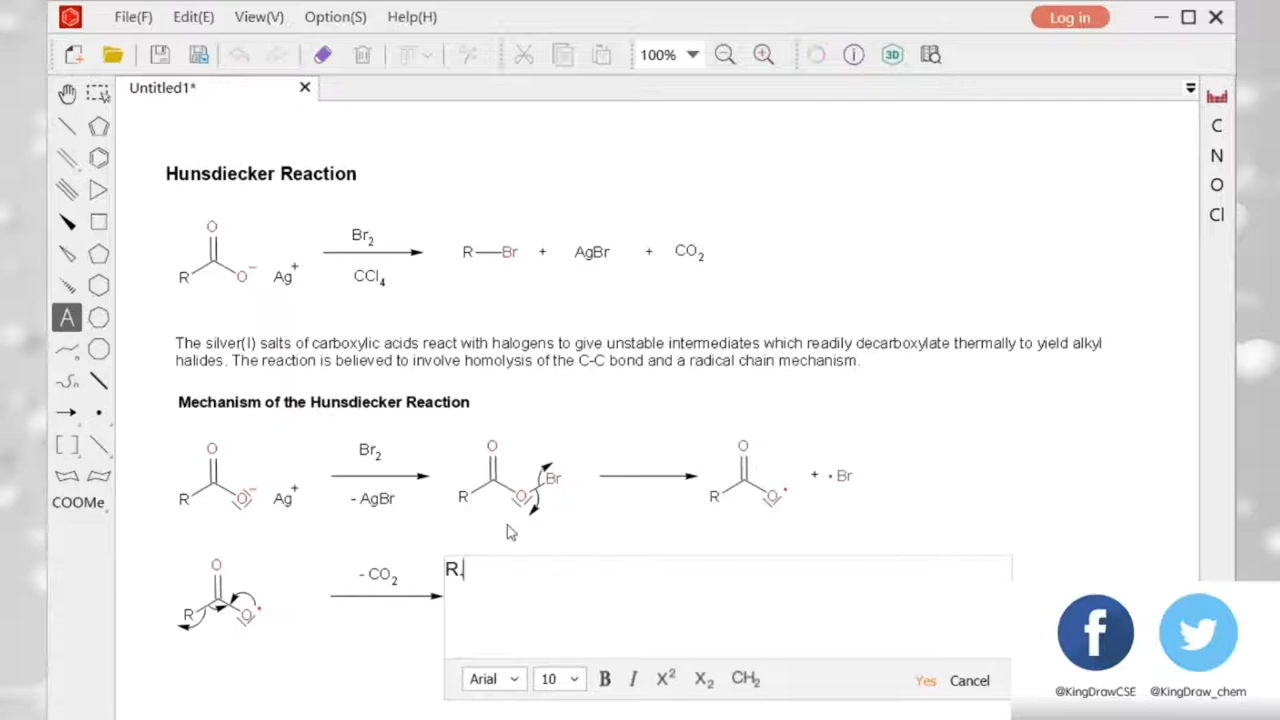 File(F) Edit(E) View(V) Option(S) Help(H) Log in
100% 3D
Untitled1*
C
N
O
Cl
A
COOMe
Hunsdiecker Reaction
O Br2
R O− Ag+ CCl4 R—Br + AgBr + CO2
The silver(I) salts of carboxylic acids react with halogens to give unstable intermediates which readily decarboxylate thermally to yield alkyl
halides. The reaction is believed to involve homolysis of the C-C bond and a radical chain mechanism.
Mechanism of the Hunsdiecker Reaction
O Br2 O O
R O− Ag+ - AgBr R O Br R O• + • Br
O - CO2 R.
R O•
Arial 10 B I X² X₂ CH₂ Yes Cancel
f
@KingDrawCSE @KingDraw_chem